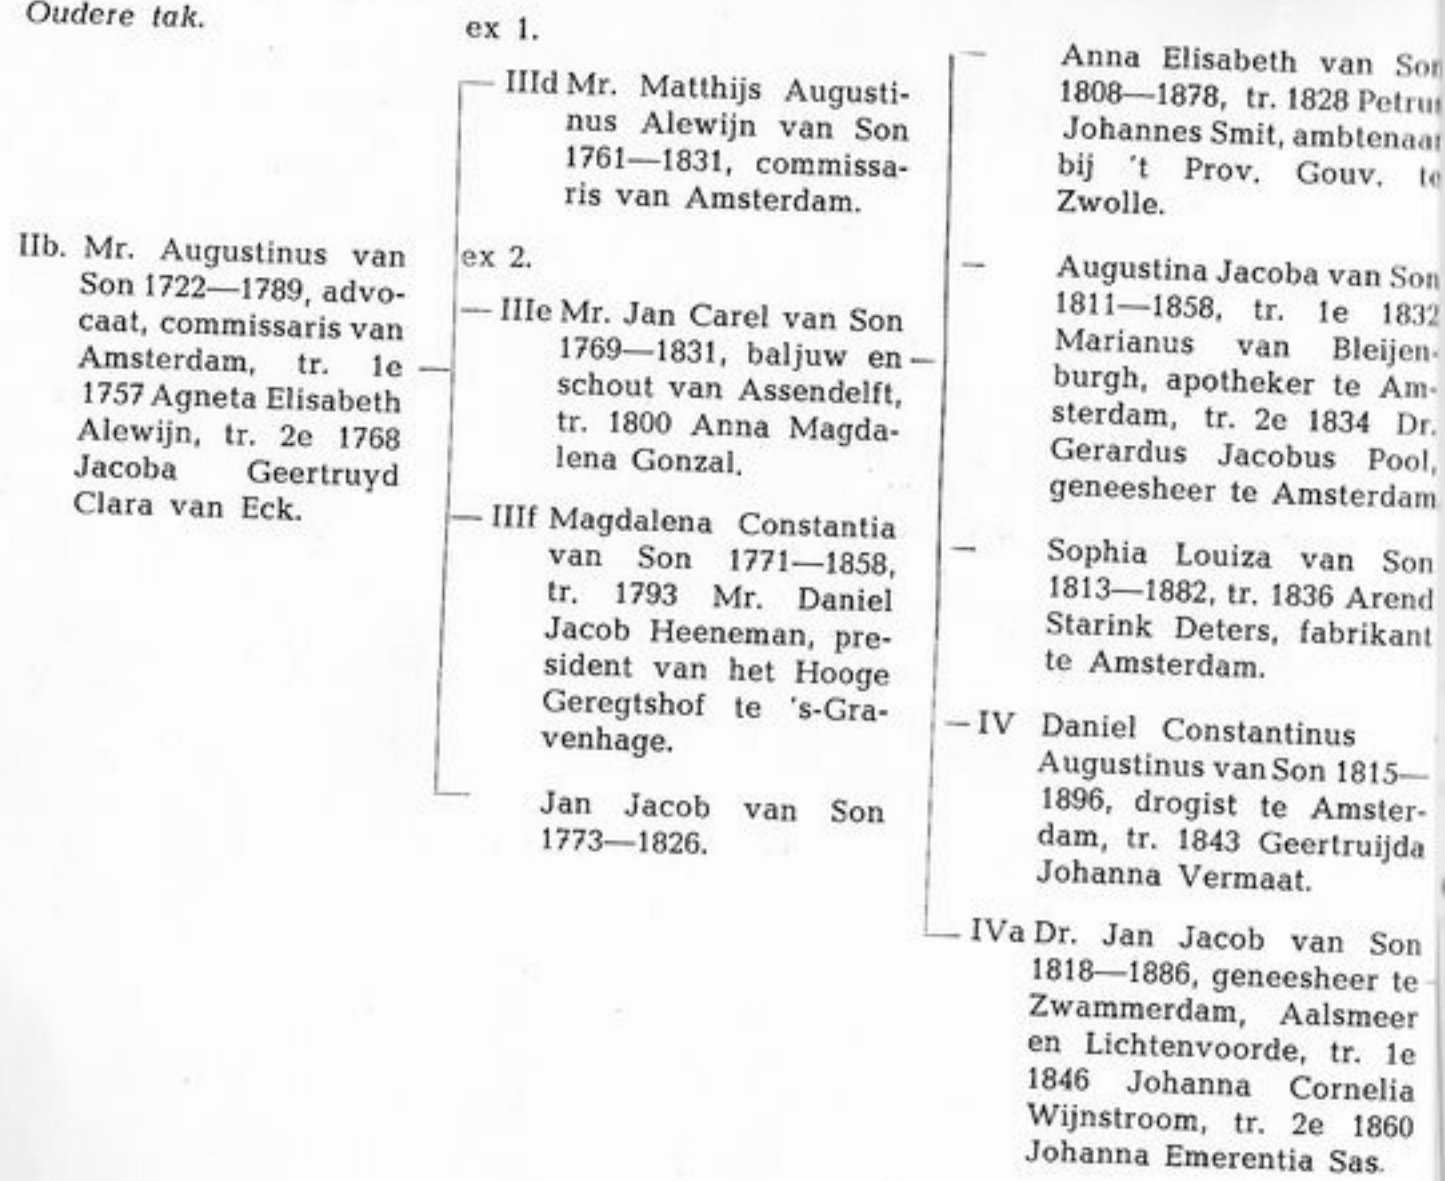 Oudere tak.
IIb. Mr. Augustinus van
Son 1722—1789, advo-
caat, commissaris van
Amsterdam, tr. 1e
1757 Agneta Elisabeth
Alewijn, tr. 2e 1768
Jacoba Geertruyd
Clara van Eck.
ex 1.
IIId Mr. Matthijs Augusti-
nus Alewijn van Son
1761—1831, commissa-
ris van Amsterdam.
ex 2.
IIIe Mr. Jan Carel van Son
1769—1831, baljuw en
schout van Assendelft,
tr. 1800 Anna Magda-
lena Gonzal.
IIIf Magdalena Constantia
van Son 1771—1858,
tr. 1793 Mr. Daniel
Jacob Heeneman, pre-
sident van het Hooge
Geregtshof te 's-Gra-
venhage.
Jan Jacob van Son
1773—1826.
Anna Elisabeth van Son
1808—1878, tr. 1828 Petrus
Johannes Smit, ambtenaar
bij 't Prov. Gouv. te
Zwolle.
Augustina Jacoba van Son
1811—1858, tr. 1e 1832
Marianus van Bleijen-
burgh, apotheker te Am-
sterdam, tr. 2e 1834 Dr.
Gerardus Jacobus Pool,
geneesheer te Amsterdam
Sophia Louiza van Son
1813—1882, tr. 1836 Arend
Starink Deters, fabrikant
te Amsterdam.
IV Daniel Constantinus
Augustinus van Son 1815—
1896, drogist te Amster-
dam, tr. 1843 Geertruijda
Johanna Vermaat.
IVa Dr. Jan Jacob van Son
1818—1886, geneesheer te
Zwammerdam, Aalsmeer
en Lichtenvoorde, tr. 1e
1846 Johanna Cornelia
Wijnstroom, tr. 2e 1860
Johanna Emerentia Sas.